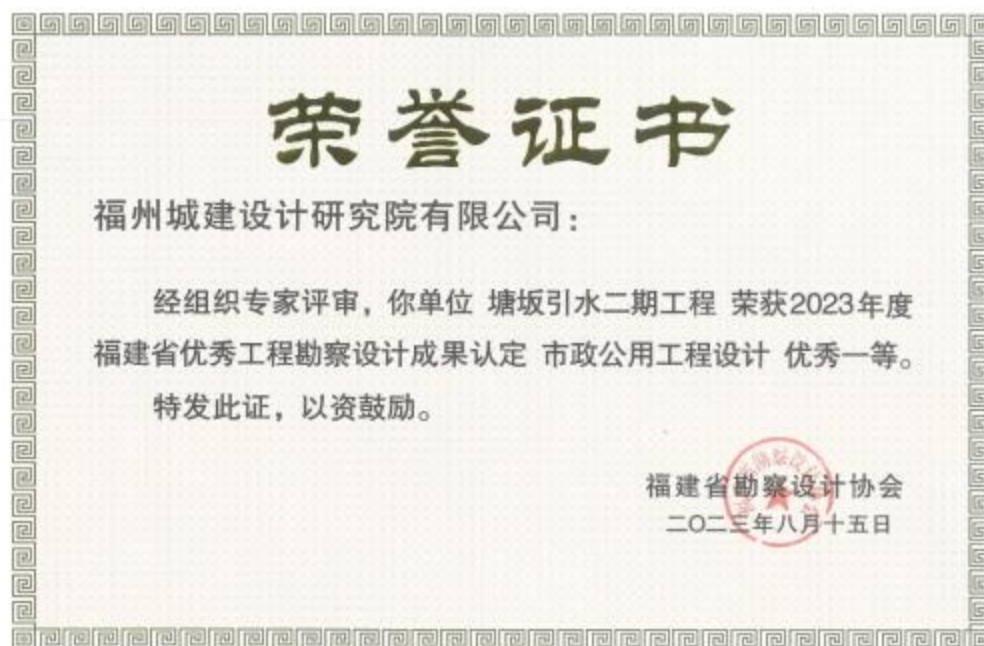 荣誉证书
福州城建设计研究院有限公司：
经组织专家评审，你单位 塘坂引水二期工程 荣获2023年度
福建省优秀工程勘察设计成果认定 市政公用工程设计 优秀一等。
特发此证，以资鼓励。
福建省勘察设计协会
二〇二三年八月十五日